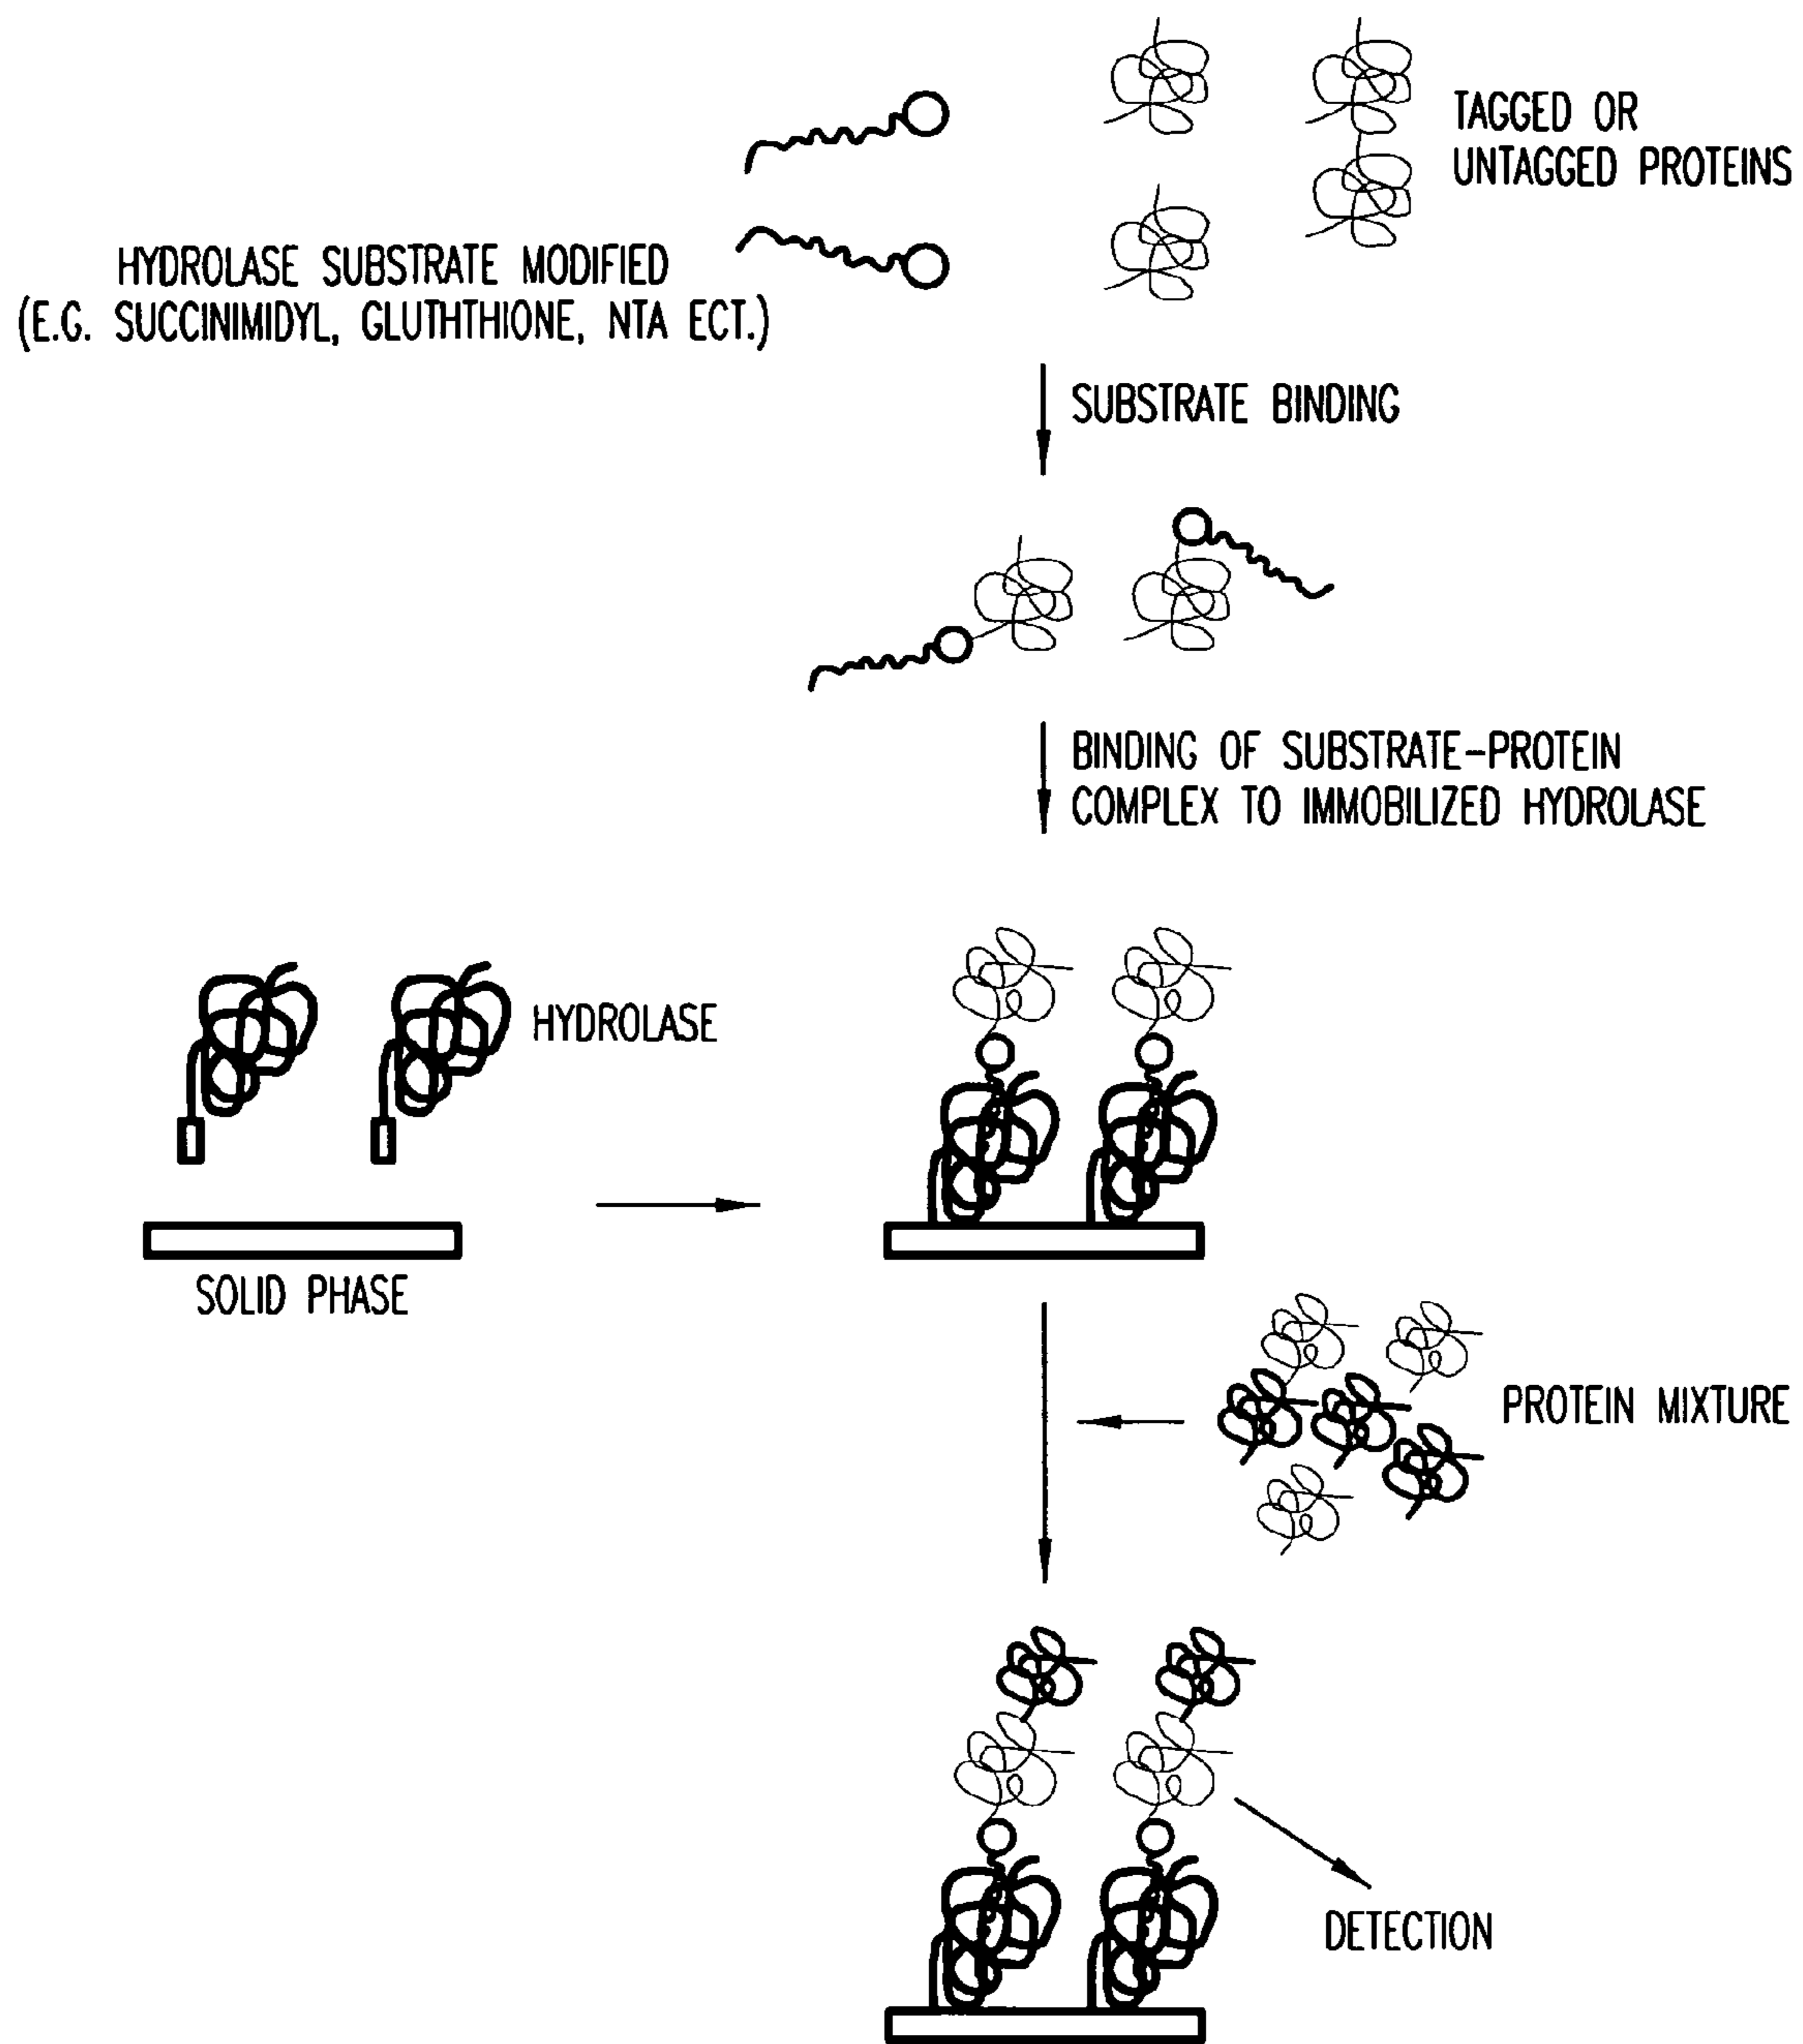 TAGGED OR
UNTAGGED PROTEINS
HYDROLASE SUBSTRATE MODIFIED
(E.G. SUCCINIMIDYL, GLUTHTHIONE, NTA ECT.)
SUBSTRATE BINDING
BINDING OF SUBSTRATE-PROTEIN
COMPLEX TO IMMOBILIZED HYDROLASE
HYDROLASE
SOLID PHASE
PROTEIN MIXTURE
DETECTION